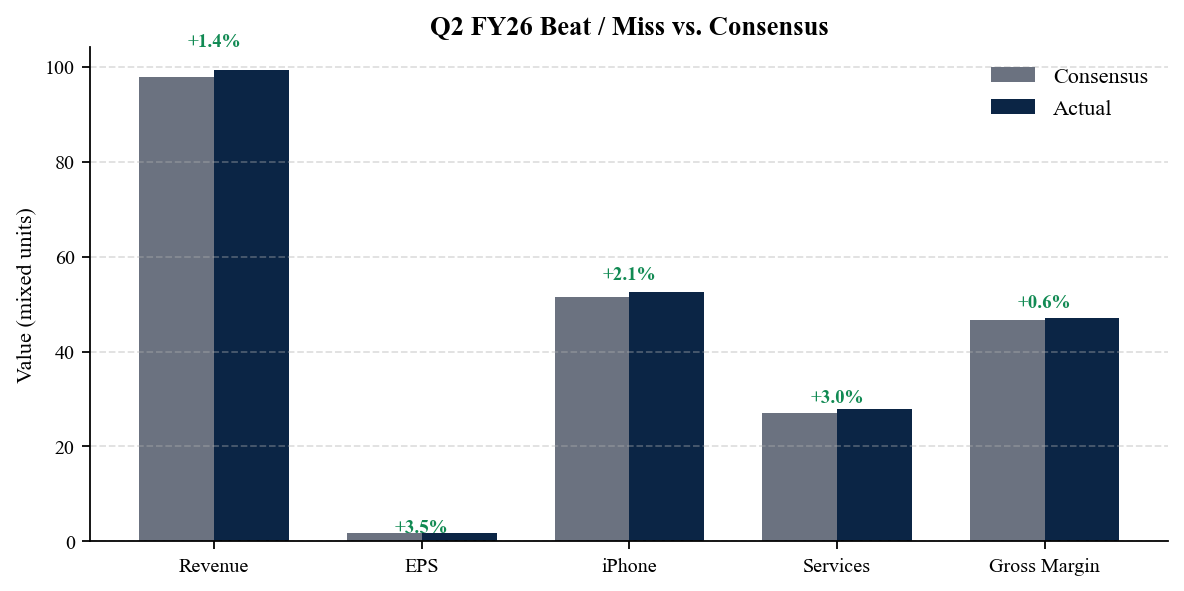 Q2 FY26 Beat / Miss vs. Consensus
+1.4%
+3.5%
+2.1%
+3.0%
+0.6%
Consensus
Actual
Value (mixed units)
100
80
60
40
20
0
Revenue
EPS
iPhone
Services
Gross Margin